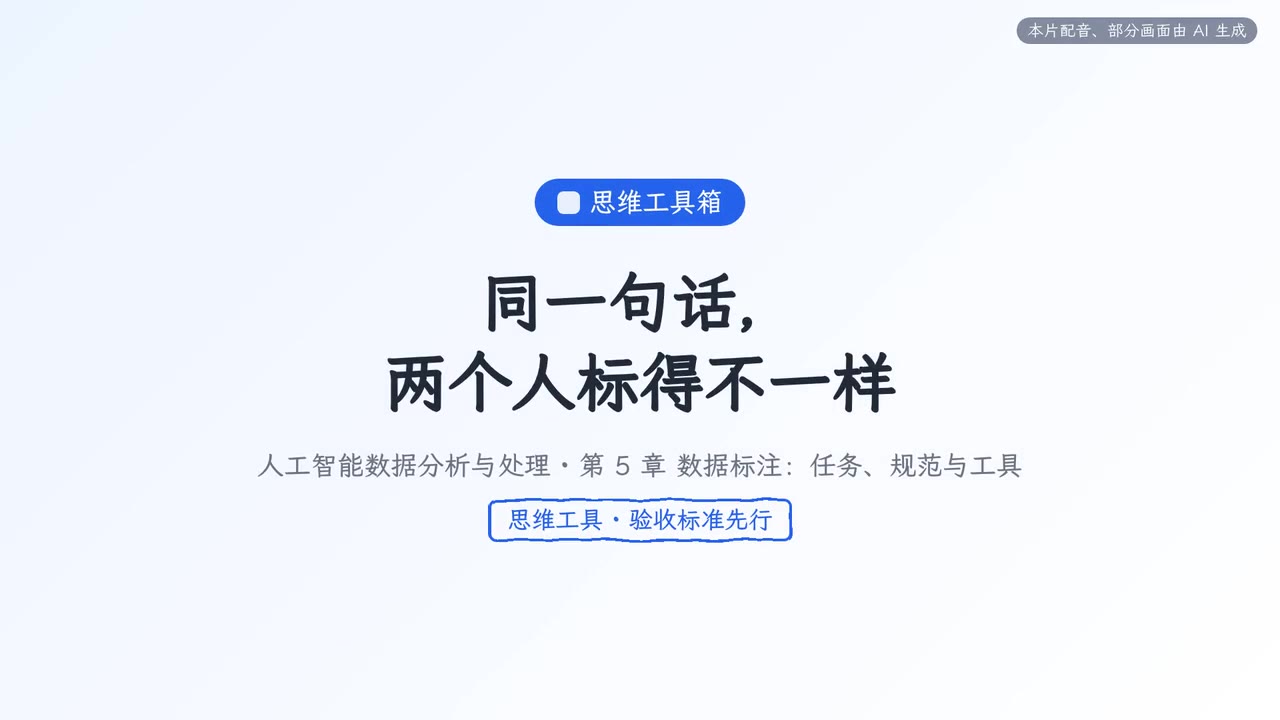 本片配音、部分画面由 AI 生成
思维工具箱
同一句话,
两个人标得不一样
人工智能数据分析与处理·第 5 章 数据标注：任务、规范与工具
思维工具·验收标准先行